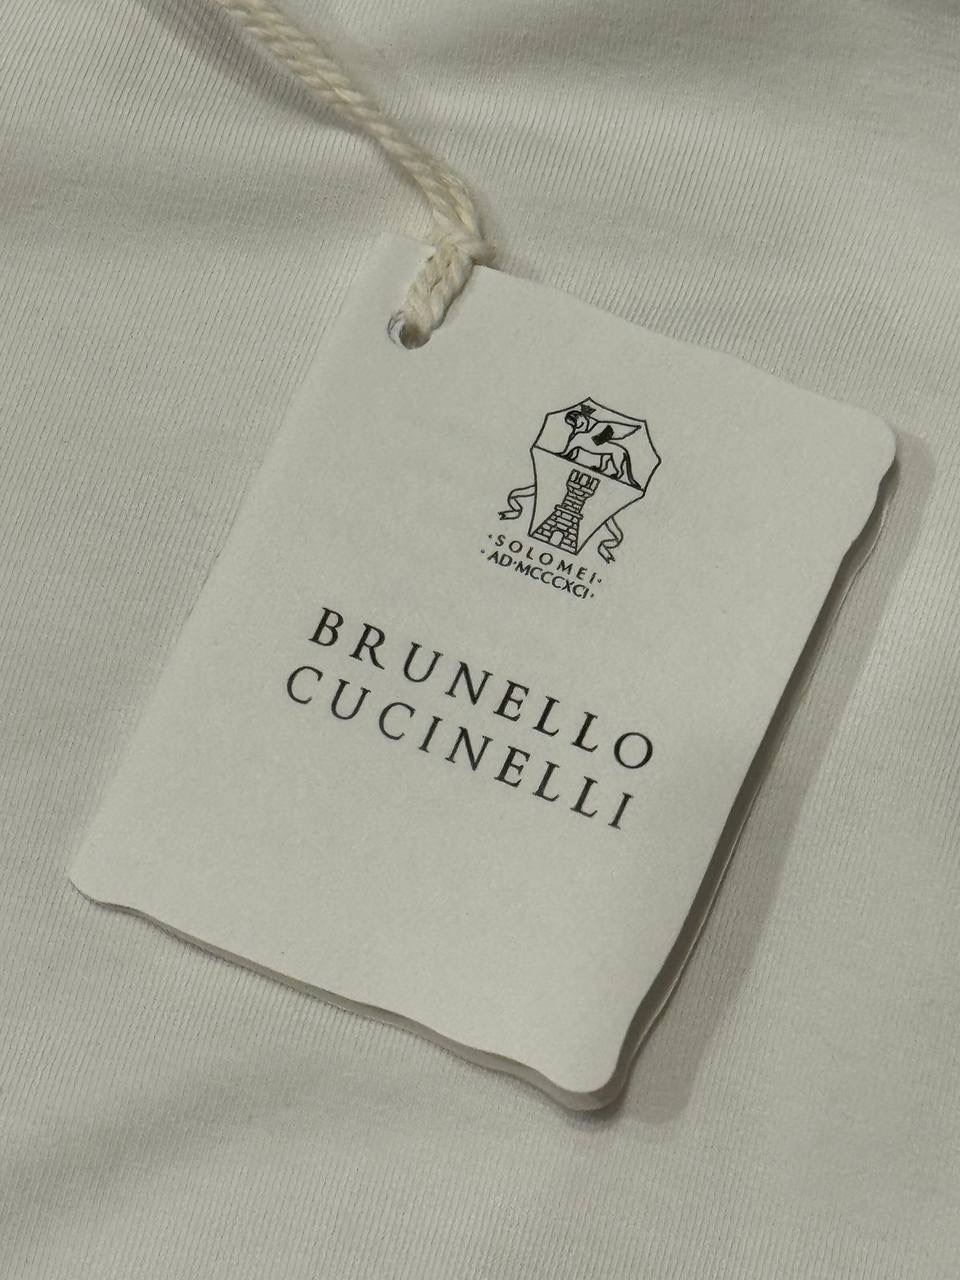 ·SOLOMEI·
·AD·MCCCXCI·
BRUNELLO
CUCINELLI